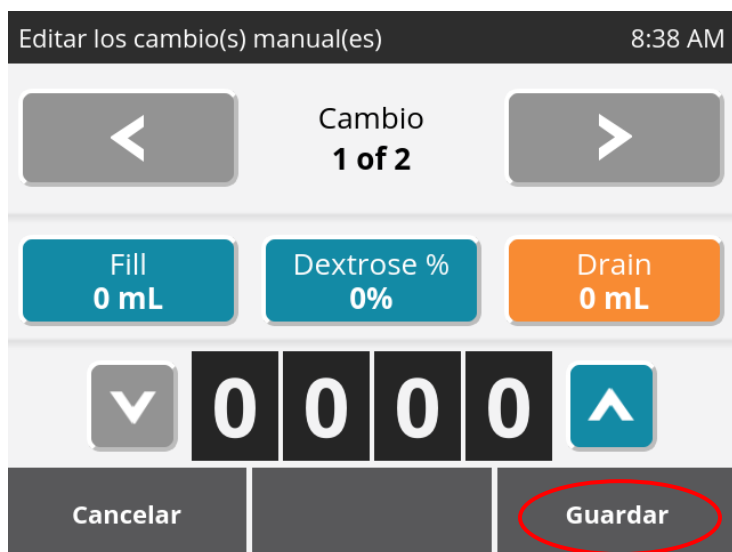 Editar los cambio(s) manual(es) 8:38 AM
Cambio
1 of 2
Fill
0 mL
Dextrose %
0%
Drain
0 mL
0 0 0 0
Cancelar
Guardar